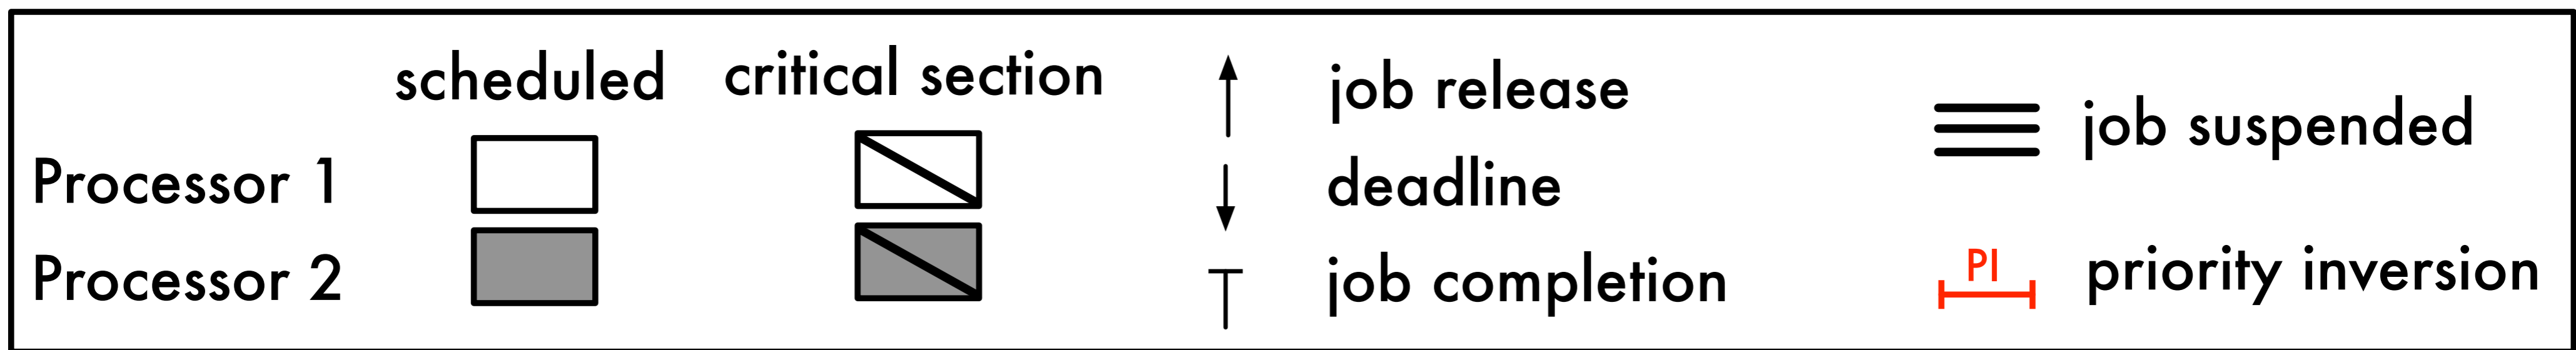 scheduled
critical section
job release
job suspended
Processor 1
deadline
Processor 2
job completion
PI
priority inversion